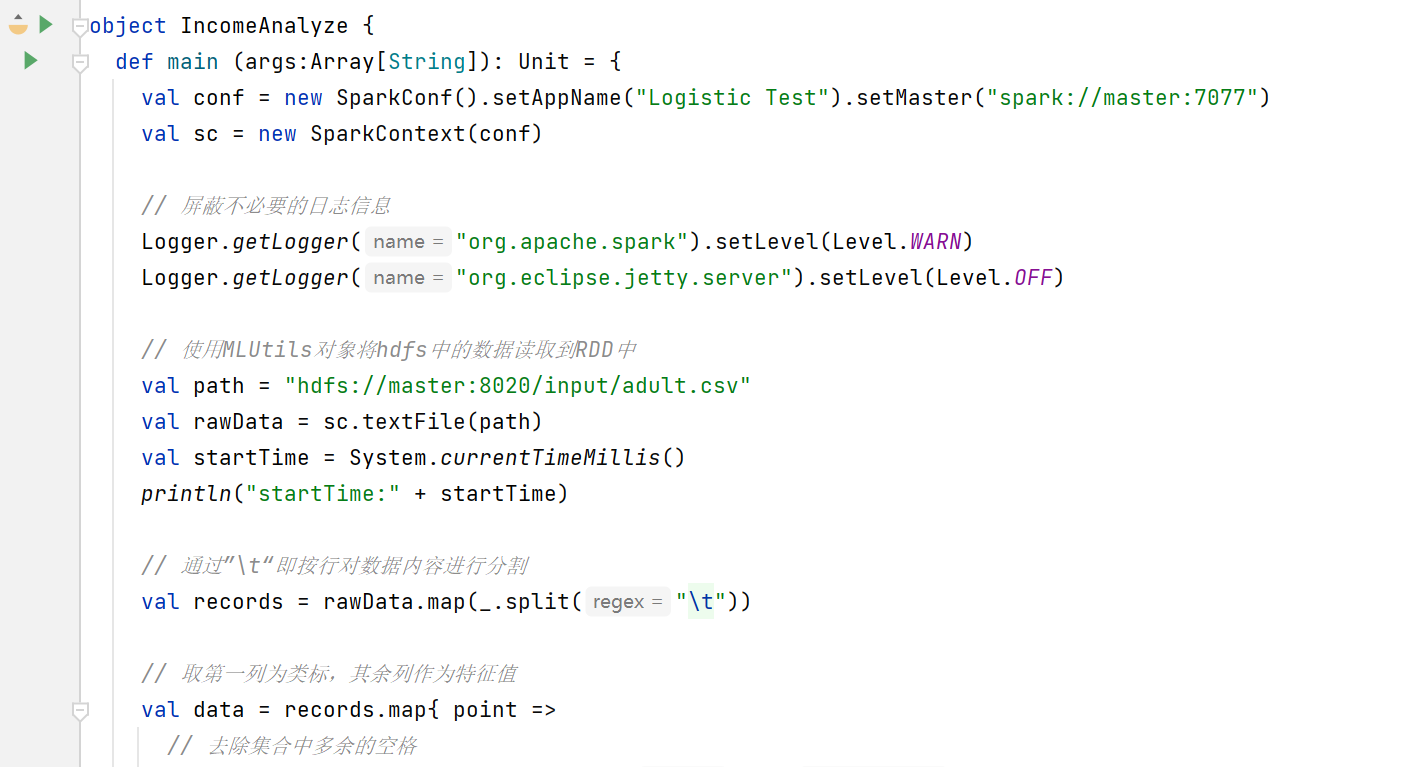 object IncomeAnalyze {
def main (args:Array[String]): Unit = {
val conf = new SparkConf().setAppName("Logistic Test").setMaster("spark://master:7077")
val sc = new SparkContext(conf)
// 屏蔽不必要的日志信息
Logger.getLogger( name = "org.apache.spark").setLevel(Level.WARN)
Logger.getLogger( name = "org.eclipse.jetty.server").setLevel(Level.OFF)
// 使用MLUtils对象将hdfs中的数据读取到RDD中
val path = "hdfs://master:8020/input/adult.csv"
val rawData = sc.textFile(path)
val startTime = System.currentTimeMillis()
println("startTime:" + startTime)
// 通过”\t“即按行对数据内容进行分割
val records = rawData.map(_.split( regex = "\t"))
// 取第一列为类标，其余列作为特征值
val data = records.map{ point =>
// 去除集合中多余的空格